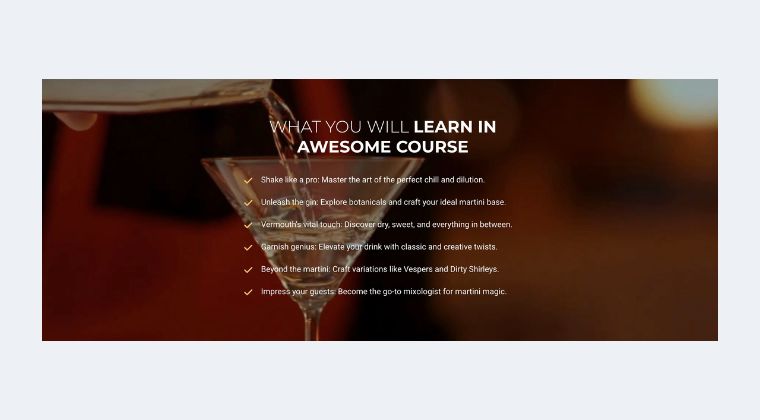 WHAT YOU WILL LEARN IN
AWESOME COURSE
Shake like a pro: Master the art of the perfect chill and dilution.
Unleash the gin: Explore botanicals and craft your ideal martini base.
Vermouth's vital touch: Discover dry, sweet, and everything in between.
Garnish genius: Elevate your drink with classic and creative twists.
Beyond the martini: Craft variations like Vespers and Dirty Shirleys.
Impress your guests: Become the go-to mixologist for martini magic.